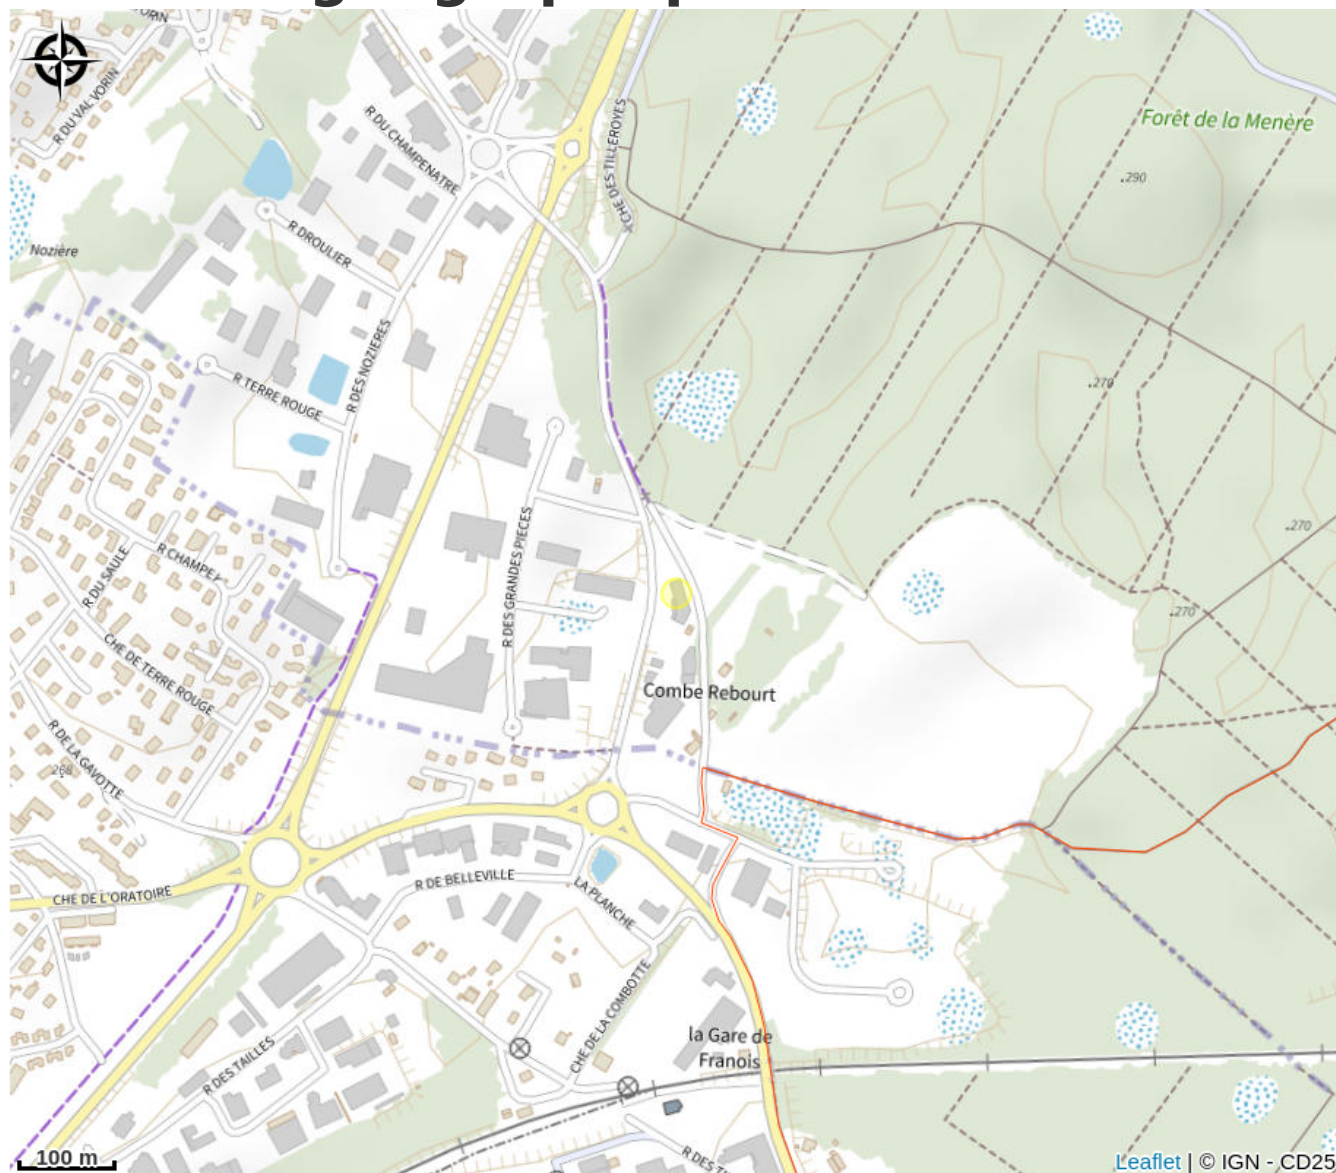 R DU VAL VORIN
R DU CHAMPENATRE
CHE DES TILLEROYES
Forêt de la Menère
290
Nozière
R DROULIER
R DES NOZIERES
R TERRE ROUGE
270
R DES GRANDES PIECES
270
R CHAMPEY
R DU SAULE
270
CHE DE TERRE ROUGE
Combe Rebourt
R DE LA GAVOTTE
268
R DE BELLEVILLE
LA PLANCHE
CHE DE L'ORATOIRE
CHE DE LA COMBOTTE
la Gare de
Franois
R DES TAILLES
100 m
Leaflet | © IGN - CD25